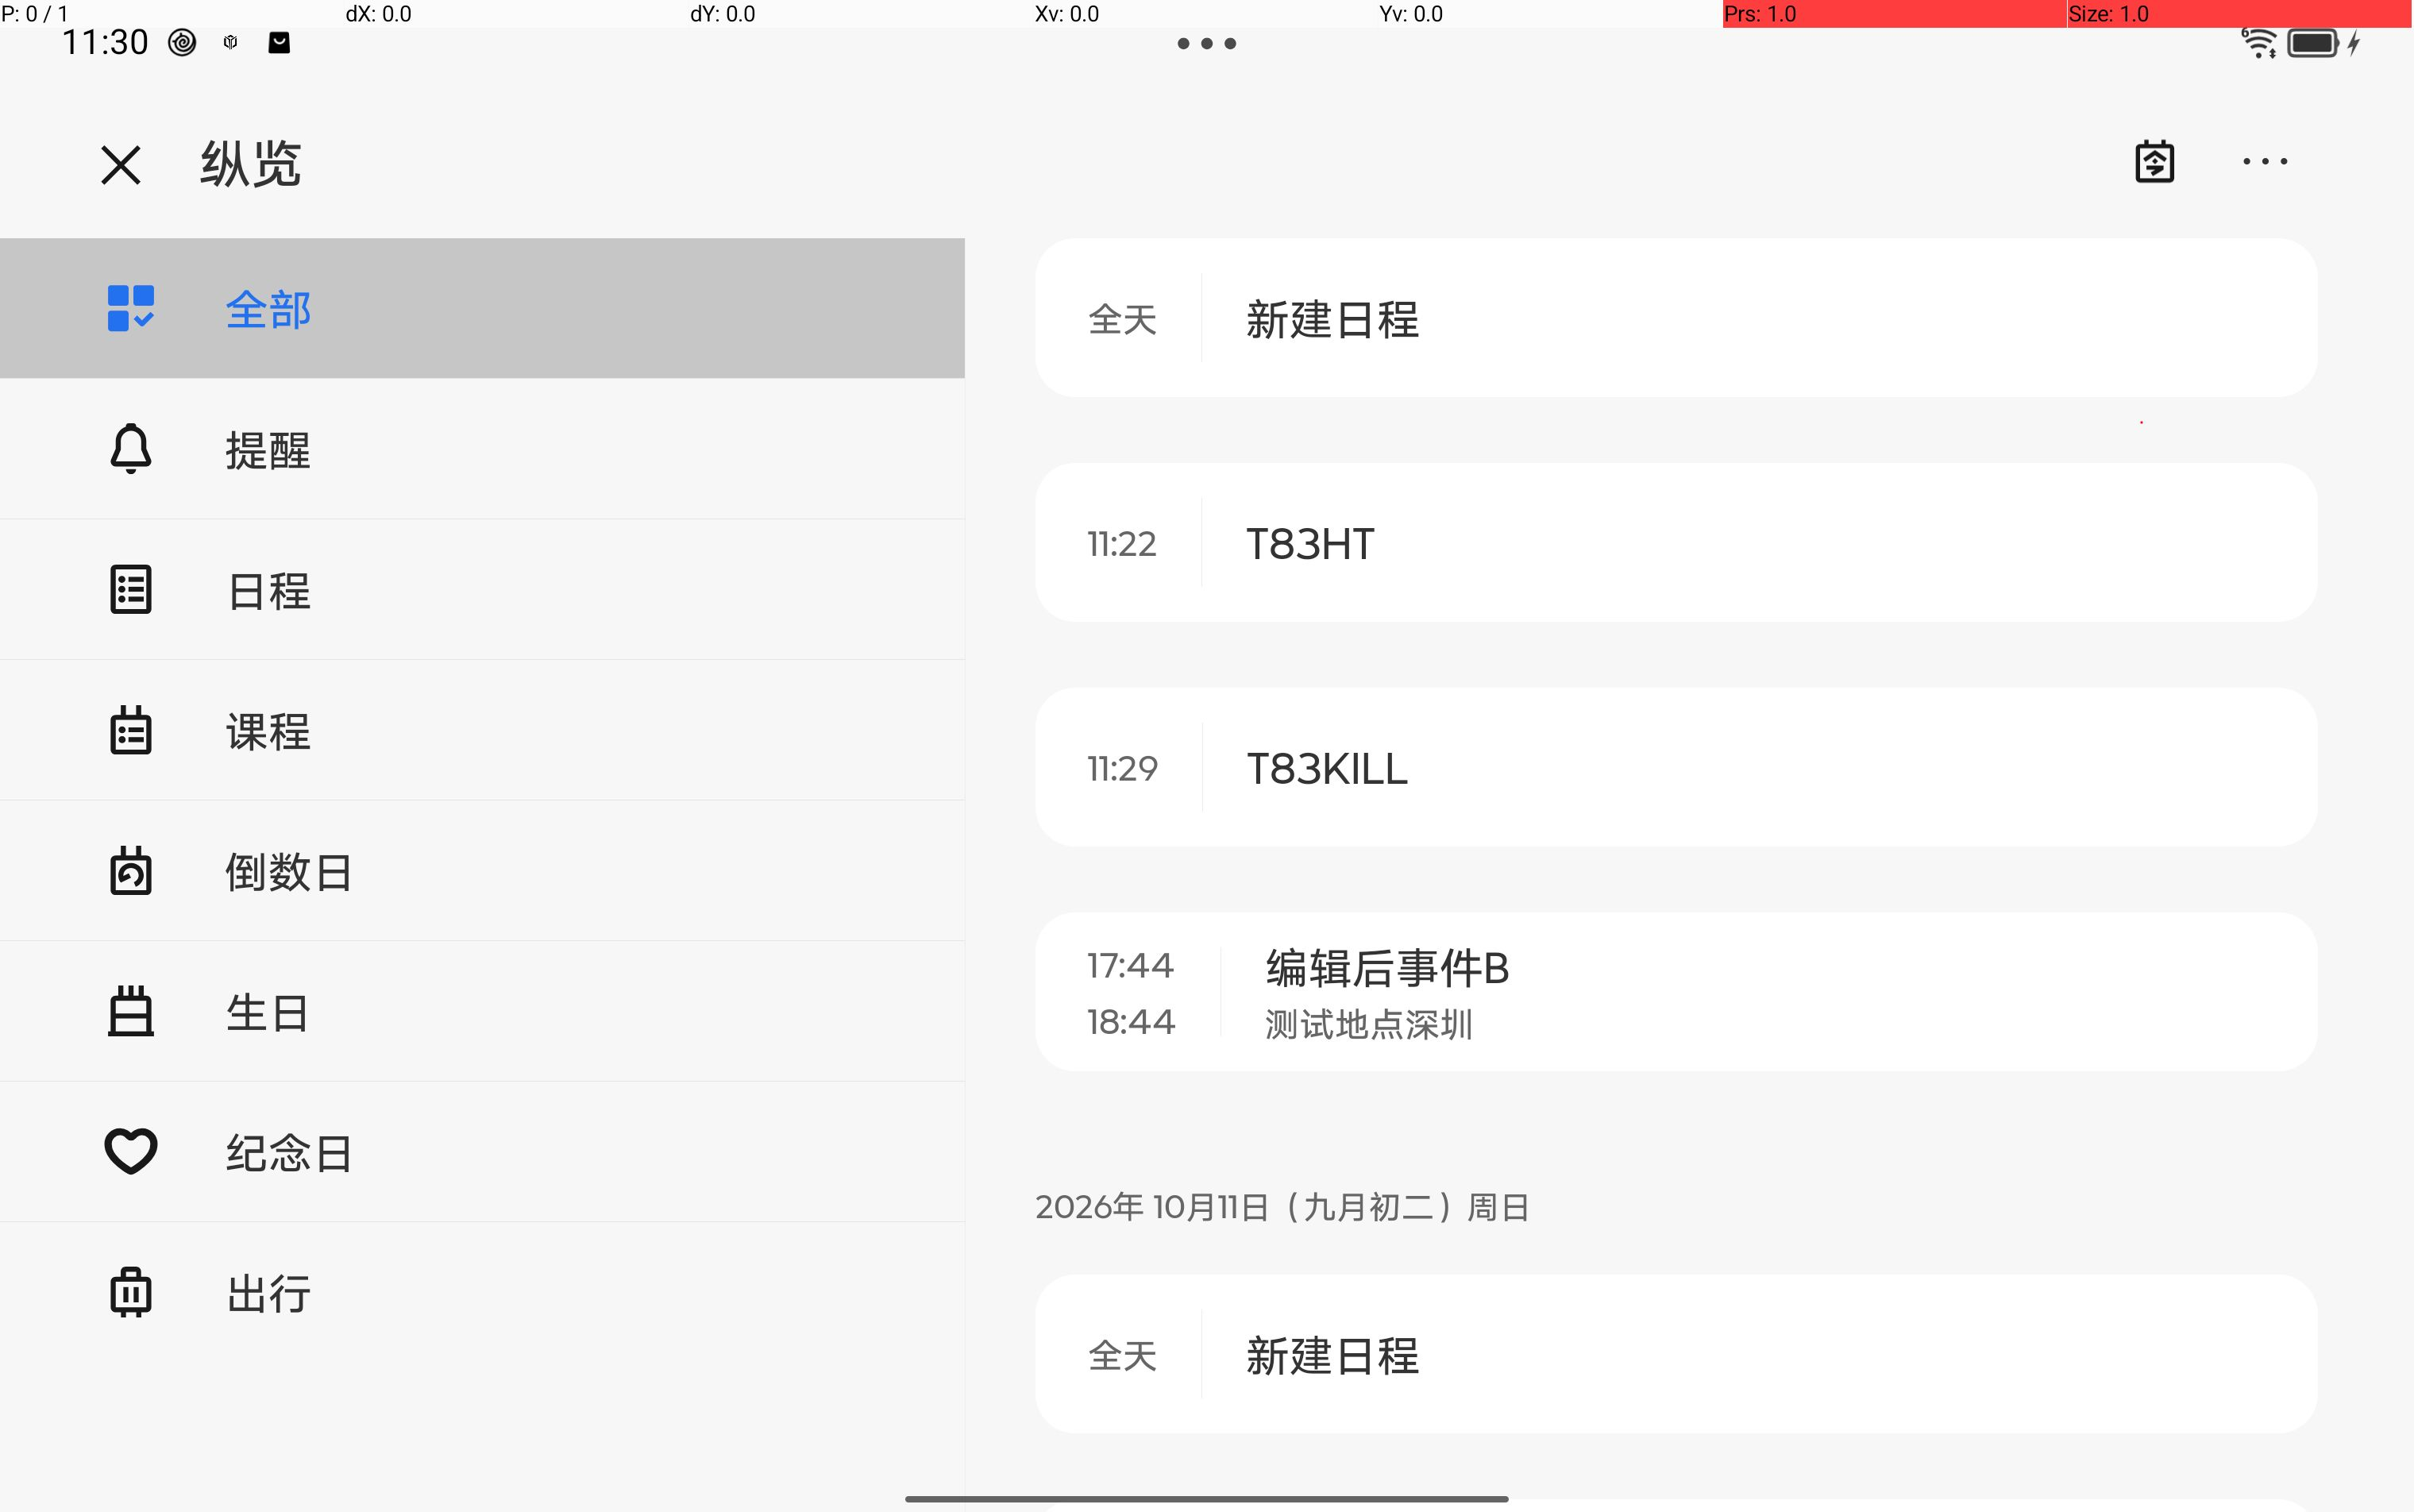 P: 0 / 1 dX: 0.0 dY: 0.0 Xv: 0.0 Yv: 0.0 Prs: 1.0 Size: 1.0
11:30
6
纵览
今
全部
提醒
日程
课程
倒数日
生日
纪念日
出行
全天 新建日程
11:22 T83HT
11:29 T83KILL
17:44 编辑后事件B
18:44 测试地点深圳
2026年 10月11日（九月初二）周日
全天 新建日程